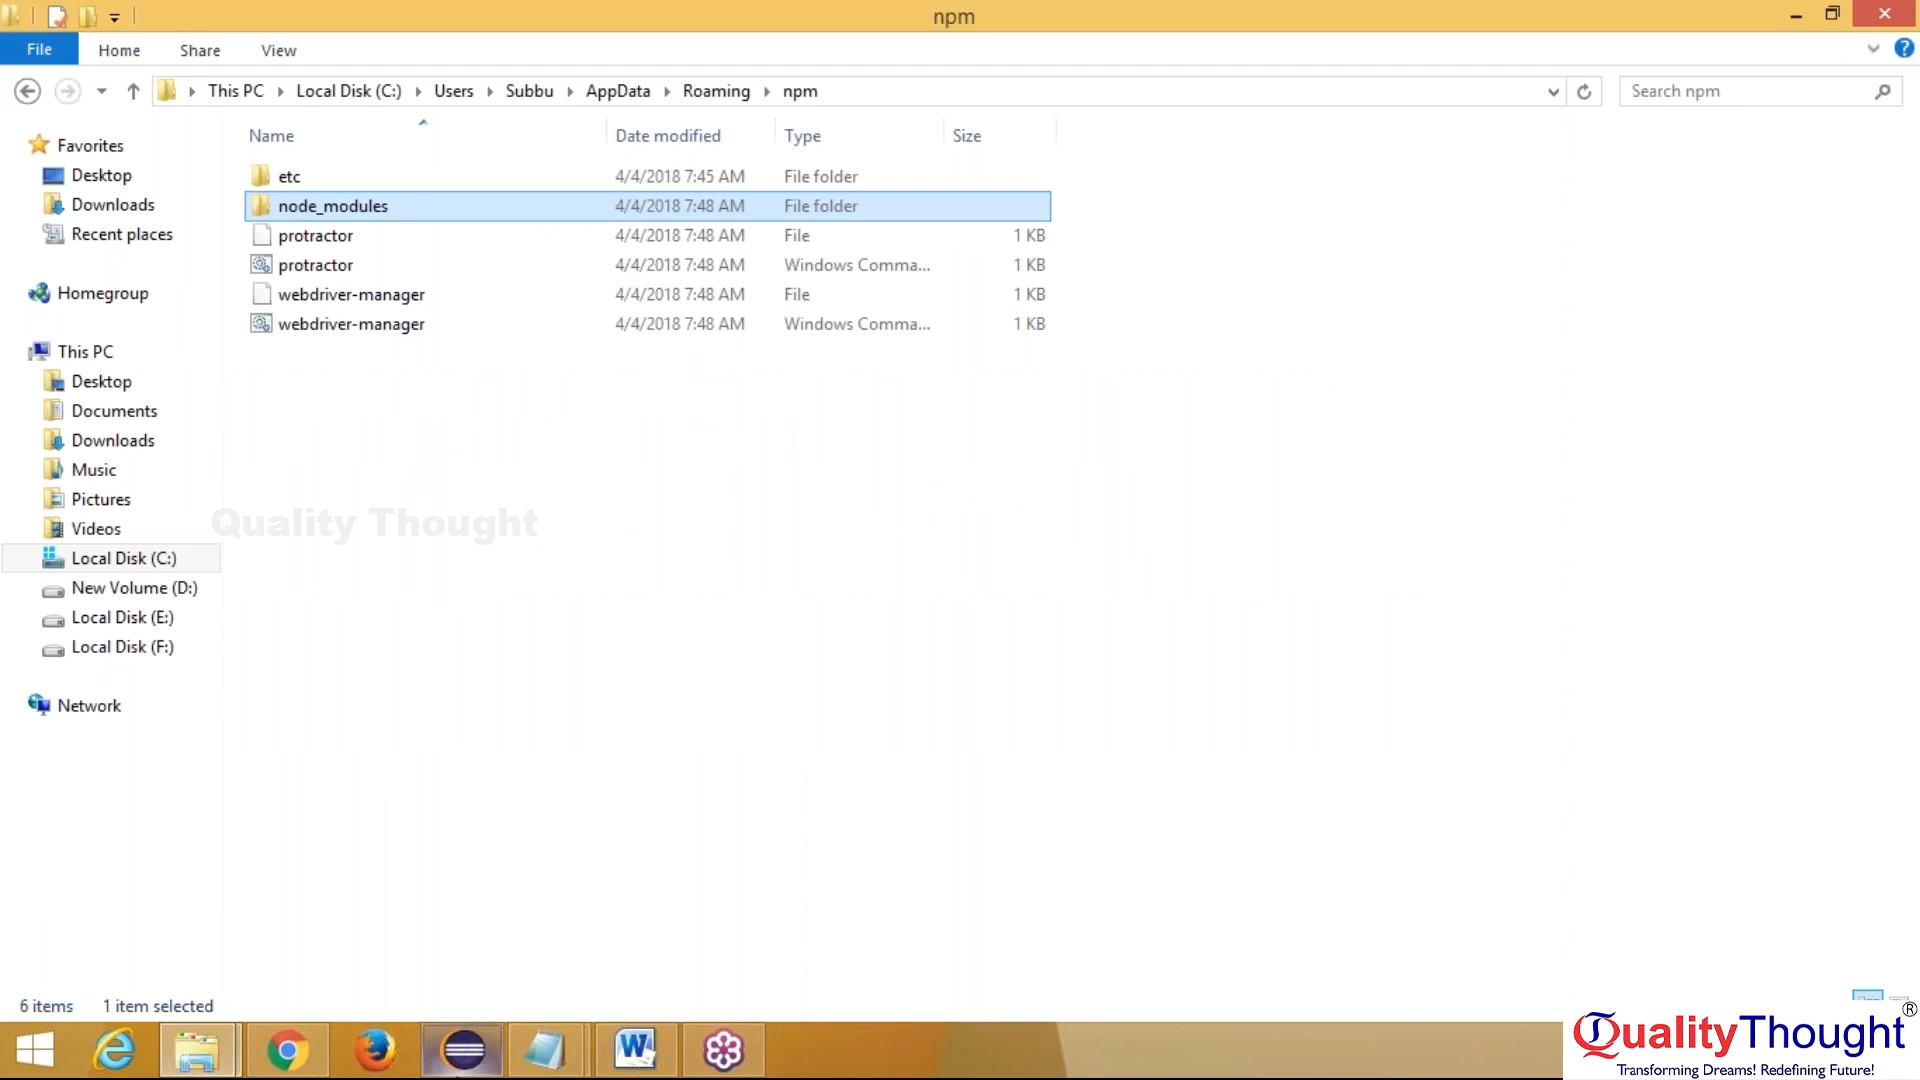 npm
File Home Share View
This PC Local Disk (C:) Users Subbu AppData Roaming npm
Search npm
Name Date modified Type Size
etc 4/4/2018 7:45 AM File folder
node_modules 4/4/2018 7:48 AM File folder
protractor 4/4/2018 7:48 AM File 1 KB
protractor 4/4/2018 7:48 AM Windows Comma... 1 KB
webdriver-manager 4/4/2018 7:48 AM File 1 KB
webdriver-manager 4/4/2018 7:48 AM Windows Comma... 1 KB
Favorites
Desktop
Downloads
Recent places
Homegroup
This PC
Desktop
Documents
Downloads
Music
Pictures
Videos
Local Disk (C:)
New Volume (D:)
Local Disk (E:)
Local Disk (F:)
Network
Quality Thought
6 items 1 item selected
QualityThought®
Transforming Dreams! Redefining Future!